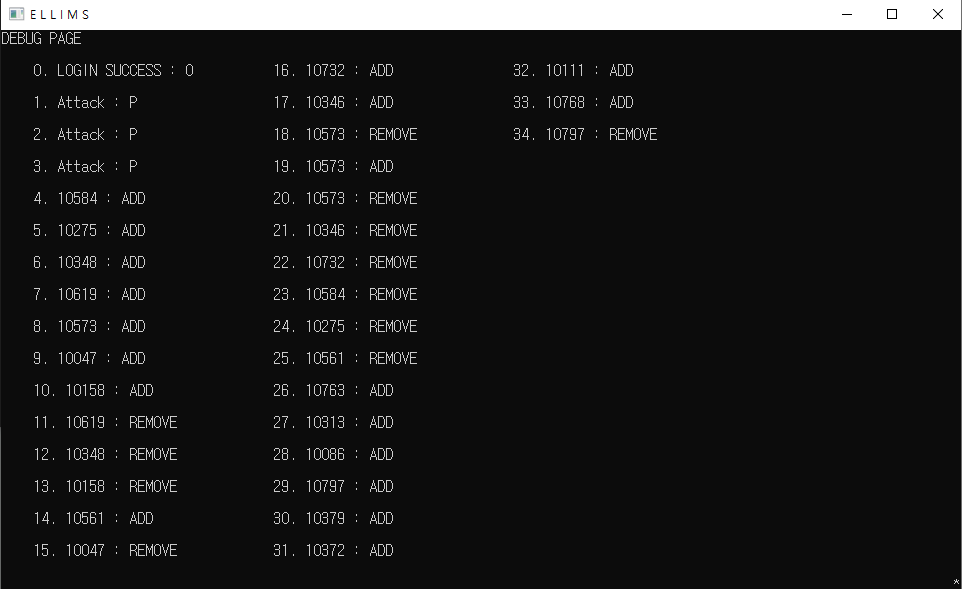 ELLIMS
DEBUG PAGE
0. LOGIN SUCCESS : 0
1. Attack : P
2. Attack : P
3. Attack : P
4. 10584 : ADD
5. 10275 : ADD
6. 10348 : ADD
7. 10619 : ADD
8. 10573 : ADD
9. 10047 : ADD
10. 10158 : ADD
11. 10619 : REMOVE
12. 10348 : REMOVE
13. 10158 : REMOVE
14. 10561 : ADD
15. 10047 : REMOVE
16. 10732 : ADD
17. 10346 : ADD
18. 10573 : REMOVE
19. 10573 : ADD
20. 10573 : REMOVE
21. 10346 : REMOVE
22. 10732 : REMOVE
23. 10584 : REMOVE
24. 10275 : REMOVE
25. 10561 : REMOVE
26. 10763 : ADD
27. 10313 : ADD
28. 10086 : ADD
29. 10797 : ADD
30. 10379 : ADD
31. 10372 : ADD
32. 10111 : ADD
33. 10768 : ADD
34. 10797 : REMOVE
*